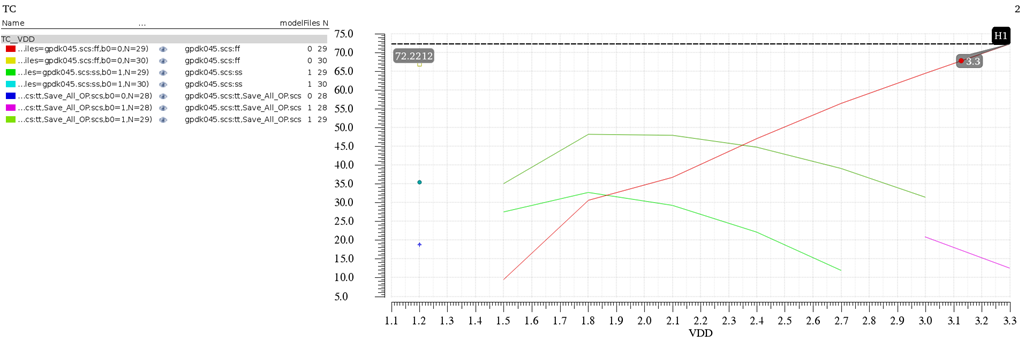 TC 2
Name ... modelFiles N
TC__VDD
...iles=gpdk045.scs:ff,b0=0,N=29) gpdk045.scs:ff 0 29
...iles=gpdk045.scs:ff,b0=0,N=30) gpdk045.scs:ff 0 30
...les=gpdk045.scs:ss,b0=1,N=29) gpdk045.scs:ss 1 29
...les=gpdk045.scs:ss,b0=1,N=30) gpdk045.scs:ss 1 30
...cs:tt,Save_All_OP.scs,b0=0,N=28) gpdk045.scs:tt,Save_All_OP.scs 0 28
...cs:tt,Save_All_OP.scs,b0=1,N=28) gpdk045.scs:tt,Save_All_OP.scs 1 28
...cs:tt,Save_All_OP.scs,b0=1,N=29) gpdk045.scs:tt,Save_All_OP.scs 1 29
75.0
H1
72.2212
70.0
3.3
65.0
60.0
55.0
50.0
45.0
40.0
35.0
30.0
25.0
20.0
15.0
10.0
5.0
1.1 1.2 1.3 1.4 1.5 1.6 1.7 1.8 1.9 2.0 2.1 2.2 2.3 2.4 2.5 2.6 2.7 2.8 2.9 3.0 3.1 3.2 3.3
VDD